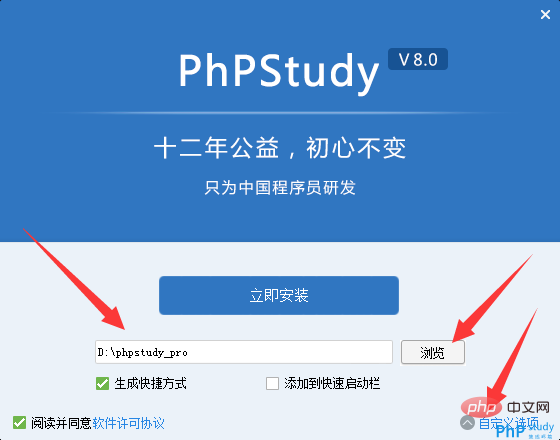 PhPStudy V 8.0
十二年公益，初心不变
只为中国程序员研发
立即安装
D:\phpstudy_pro 浏览
生成快捷方式 添加到快速启动栏
阅读并同意软件许可协议 自定义选项
php 中文网
PhP study